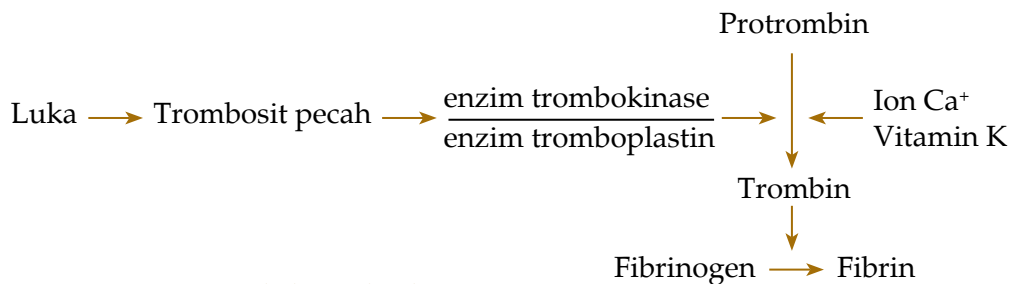 Protrombin
Luka
Trombosit pecah
enzim trombokinase
enzim tromboplastin
Ion Ca⁺
Vitamin K
Trombin
Fibrinogen
Fibrin